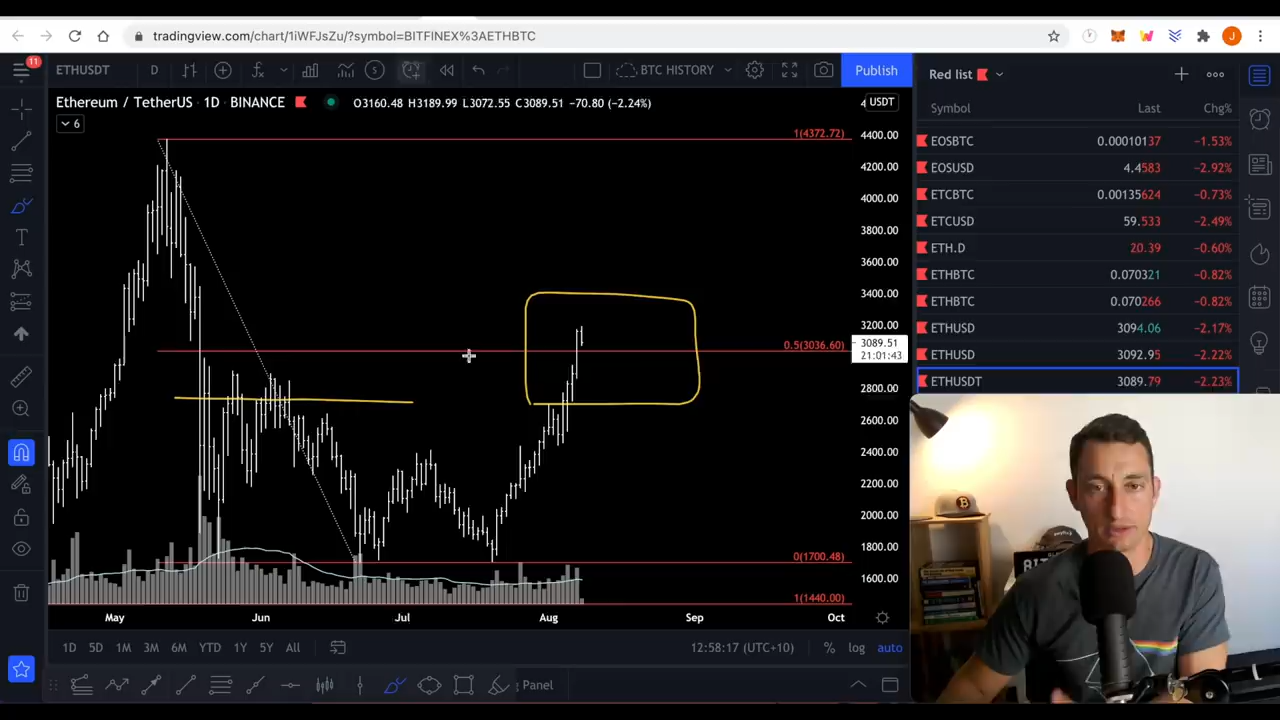 tradingview.com/chart/1iWFJsZu/?symbol=BITFINEX%3AETHBTC
J
11
ETHUSDT
D
BTC HISTORY
Publish
Red list
Ethereum / TetherUS 1D BINANCE O3160.48 H3189.99 L3072.55 C3089.51 −70.80 (−2.24%)
USDT
6
Symbol Last Chg%
EOSBTC 0.00010137 −1.53%
EOSUSD 4.4583 −2.92%
ETCBTC 0.00135624 −0.73%
ETCUSD 59.533 −2.49%
ETH.D 20.39 −0.60%
ETHBTC 0.070321 −0.82%
ETHBTC 0.070266 −0.82%
ETHUSD 3094.06 −2.17%
ETHUSD 3092.95 −2.22%
ETHUSDT 3089.79 −2.23%
1(4372.72)
0.5(3036.60)
0(1700.48)
1(1440.00)
4400.00
4200.00
4000.00
3800.00
3600.00
3400.00
3200.00
3089.51
21:01:43
2800.00
2600.00
2400.00
2200.00
2000.00
1800.00
1600.00
May Jun Jul Aug Sep Oct
1D 5D 1M 3M 6M YTD 1Y 5Y All
12:58:17 (UTC+10) % log auto
Panel
BIT